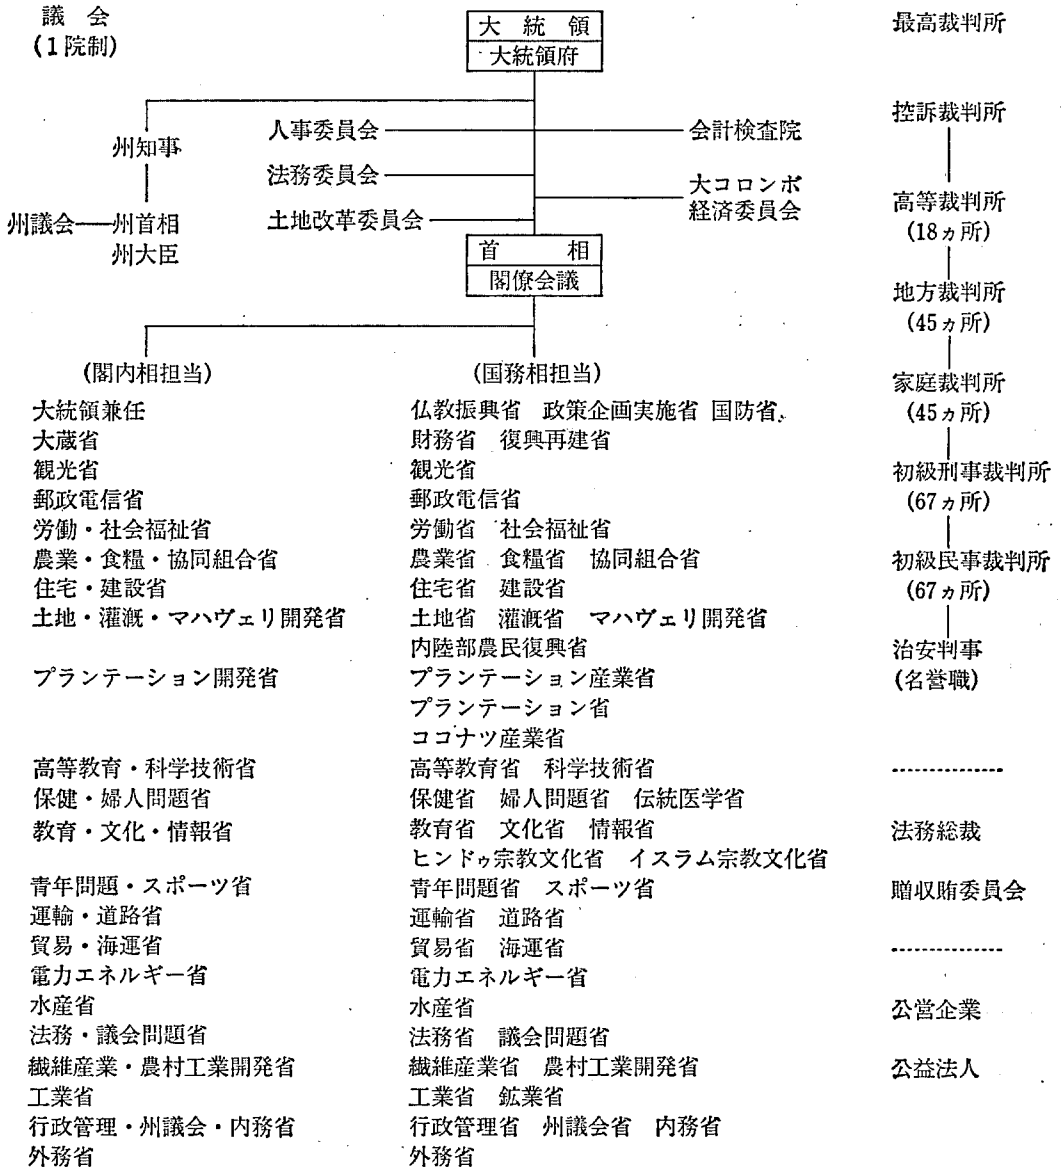 議会
(1院制)
大統領
大統領府
最高裁判所
控訴裁判所
高等裁判所
(18ヵ所)
地方裁判所
(45ヵ所)
家庭裁判所
(45ヵ所)
初級刑事裁判所
(67ヵ所)
初級民事裁判所
(67ヵ所)
治安判事
(名誉職)
法務総裁
贈収賄委員会
公営企業
公益法人
州知事
州議会 州首相
州大臣
人事委員会
法務委員会
土地改革委員会
会計検査院
大コロンボ
経済委員会
首相
閣僚会議
(閣内相担当) (国務相担当)
大統領兼任 仏教振興省 政策企画実施省 国防省
大蔵省 財務省 復興再建省
観光省 観光省
郵政電信省 郵政電信省
労働・社会福祉省 労働省 社会福祉省
農業・食糧・協同組合省 農業省 食糧省 協同組合省
住宅・建設省 住宅省 建設省
土地・灌漑・マハヴェリ開発省 土地省 灌漑省 マハヴェリ開発省
内陸部農民復興省
プランテーション開発省 プランテーション産業省
プランテーション省
ココナツ産業省
高等教育・科学技術省 高等教育省 科学技術省
保健・婦人問題省 保健省 婦人問題省 伝統医学省
教育・文化・情報省 教育省 文化省 情報省
ヒンドゥ宗教文化省 イスラム宗教文化省
青年問題・スポーツ省 青年問題省 スポーツ省
運輸・道路省 運輸省 道路省
貿易・海運省 貿易省 海運省
電力エネルギー省 電力エネルギー省
水産省 水産省
法務・議会問題省 法務省 議会問題省
繊維産業・農村工業開発省 繊維産業省 農村工業開発省
工業省 工業省 鉱業省
行政管理・州議会・内務省 行政管理省 州議会省 内務省
外務省 外務省